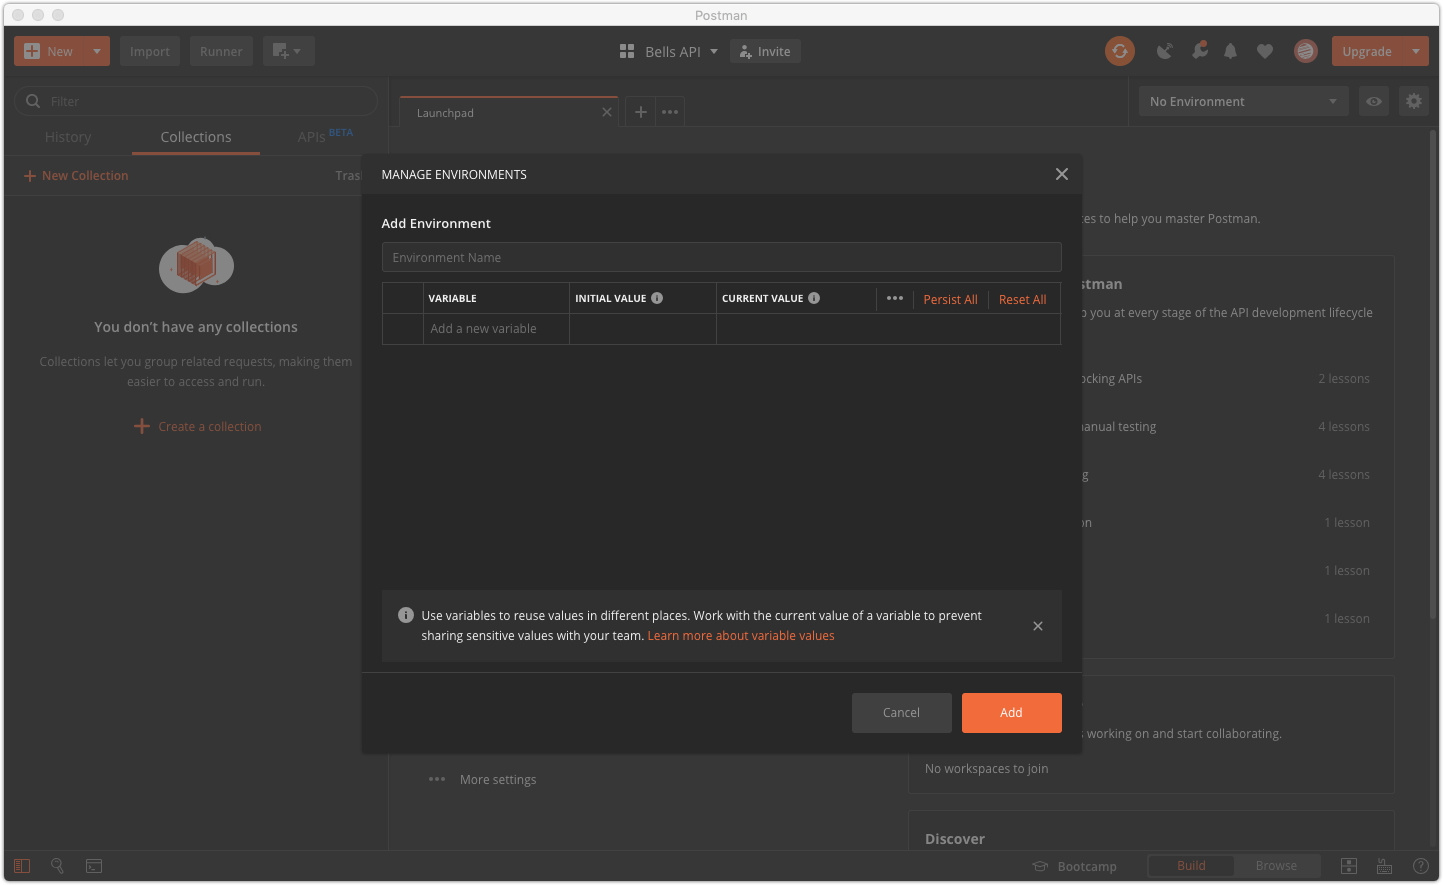 Postman
New
Import
Runner
Bells API
Invite
Upgrade
Filter
Launchpad
No Environment
History
Collections
APIs BETA
New Collection
MANAGE ENVIRONMENTS
Add Environment
to help you master Postman.
Environment Name
VARIABLE
INITIAL VALUE
CURRENT VALUE
Persist All
Reset All
Add a new variable
You don't have any collections
Collections let you group related requests, making them
easier to access and run.
Create a collection
you at every stage of the API development lifecycle
APIs
2 lessons
testing
4 lessons
4 lessons
1 lesson
1 lesson
1 lesson
Use variables to reuse values in different places. Work with the current value of a variable to prevent
sharing sensitive values with your team. Learn more about variable values
Cancel
Add
working on and start collaborating.
No workspaces to join
More settings
Discover
Bootcamp
Build
Browse